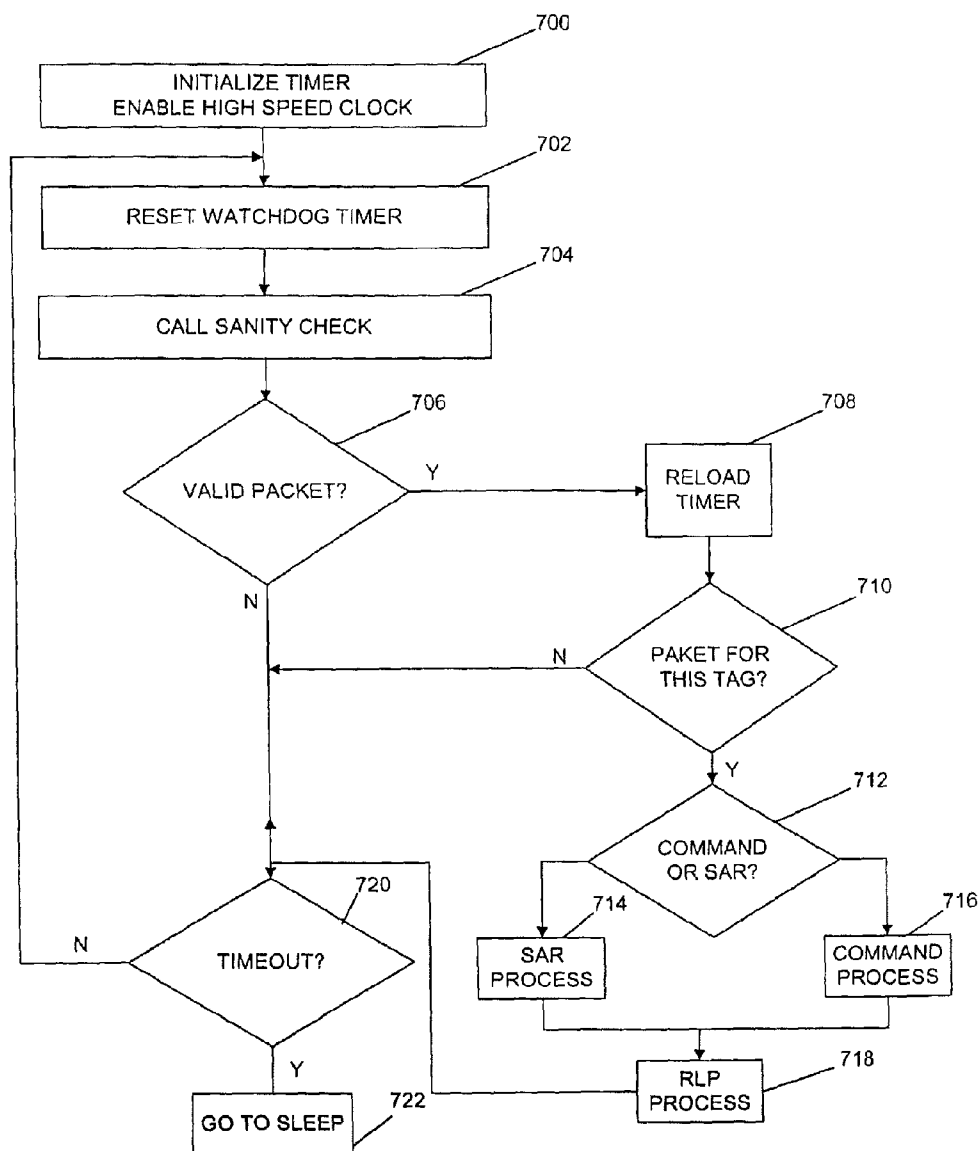 700
INITIALIZE TIMER
ENABLE HIGH SPEED CLOCK
702
RESET WATCHDOG TIMER
704
CALL SANITY CHECK
706
VALID PACKET?
Y
N
708
RELOAD
TIMER
710
PAKET FOR
THIS TAG?
N
Y
712
COMMAND
OR SAR?
714
SAR
PROCESS
716
COMMAND
PROCESS
718
RLP
PROCESS
720
TIMEOUT?
N
Y
722
GO TO SLEEP